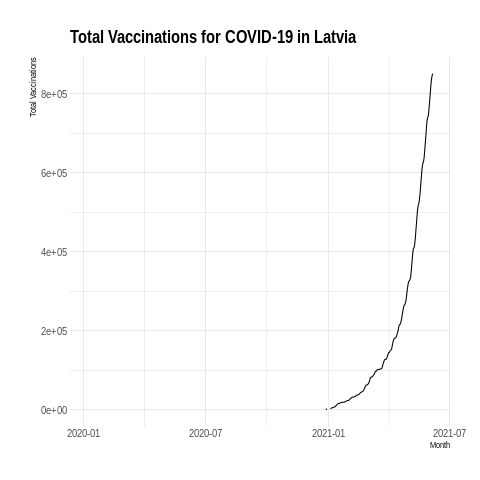 Total Vaccinations for COVID-19 in Latvia
Total Vaccinations
8e+05
6e+05
4e+05
2e+05
0e+00
2020-01 2020-07 2021-01 2021-07
Month